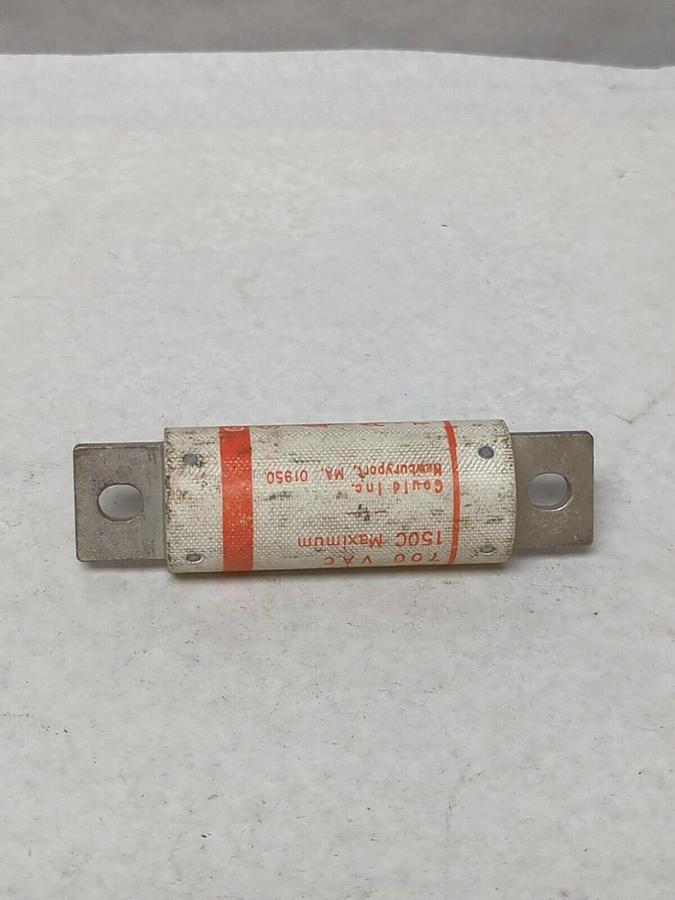 700 VAC
150C Maximum
Gould Inc.
Newburyport, MA. 01950